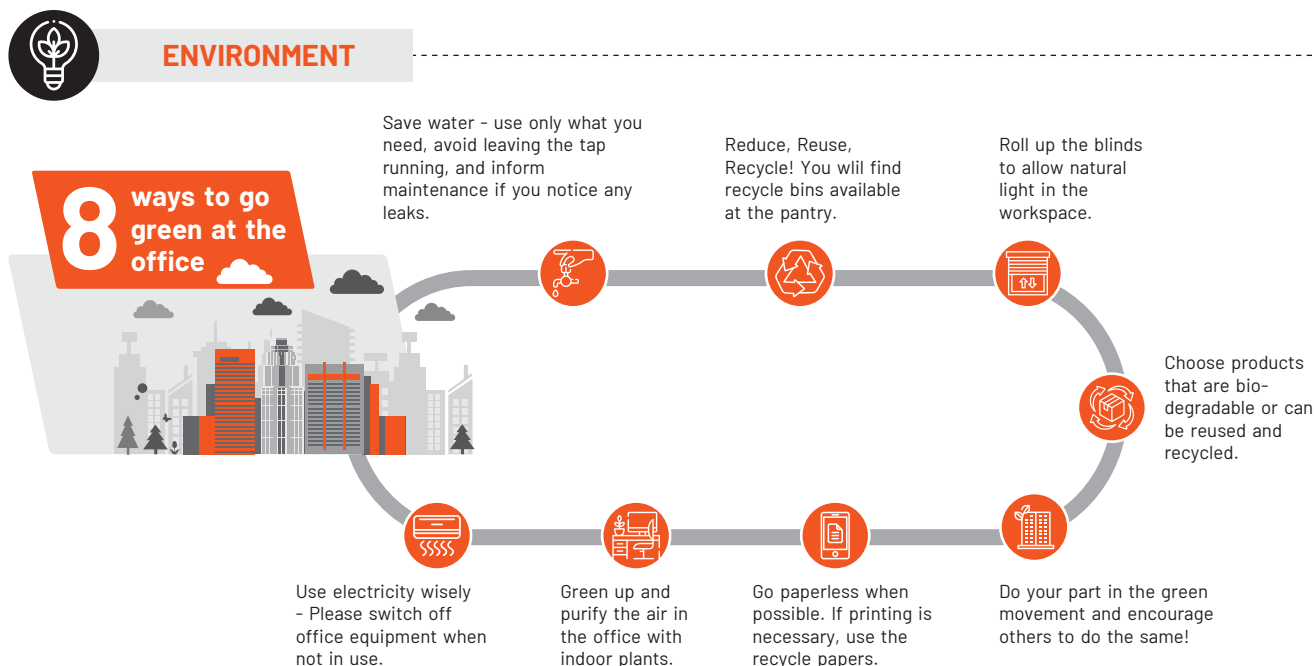 ENVIRONMENT
8
ways to go
green at the
office
Save water - use only what you
need, avoid leaving the tap
running, and inform
maintenance if you notice any
leaks.
Reduce, Reuse,
Recycle! You wlil find
recycle bins available
at the pantry.
Roll up the blinds
to allow natural
light in the
workspace.
Choose products
that are bio-
degradable or can
be reused and
recycled.
Use electricity wisely
- Please switch off
office equipment when
not in use.
Green up and
purify the air in
the office with
indoor plants.
Go paperless when
possible. If printing is
necessary, use the
recycle papers.
Do your part in the green
movement and encourage
others to do the same!